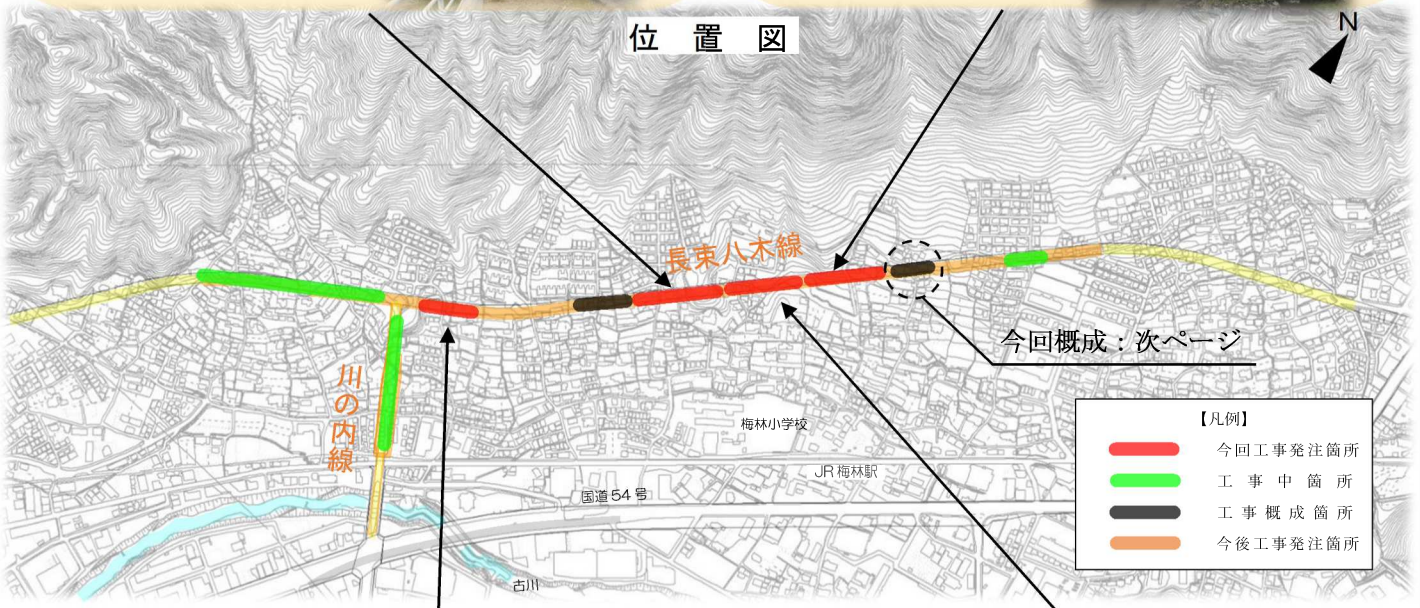 位 置 図
N
長束八木線
今回概成：次ページ
川の内線
梅林小学校
JR梅林駅
国道54号
古川
【凡例】
今回工事発注箇所
工事中箇所
工事概成箇所
今後工事発注箇所